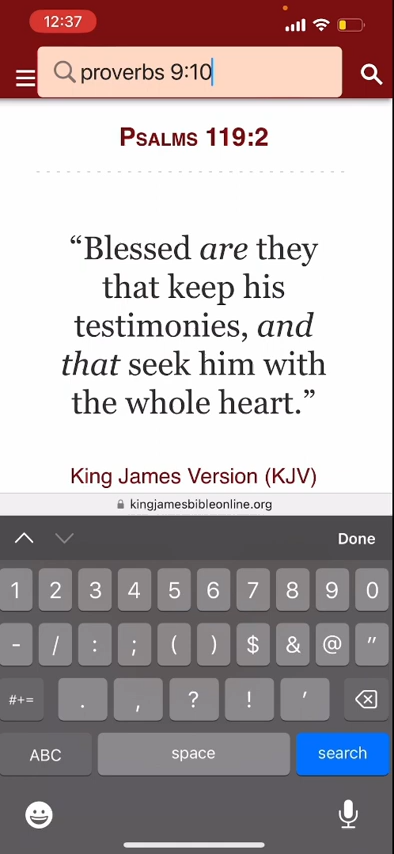 12:37
proverbs 9:10
PSALMS 119:2
“Blessed are they
that keep his
testimonies, and
that seek him with
the whole heart.”
King James Version (KJV)
kingjamesbibleonline.org
Done
1 2 3 4 5 6 7 8 9 0
- / : ; ( ) $ & @ ”
#+= . , ? ! ’
ABC space search